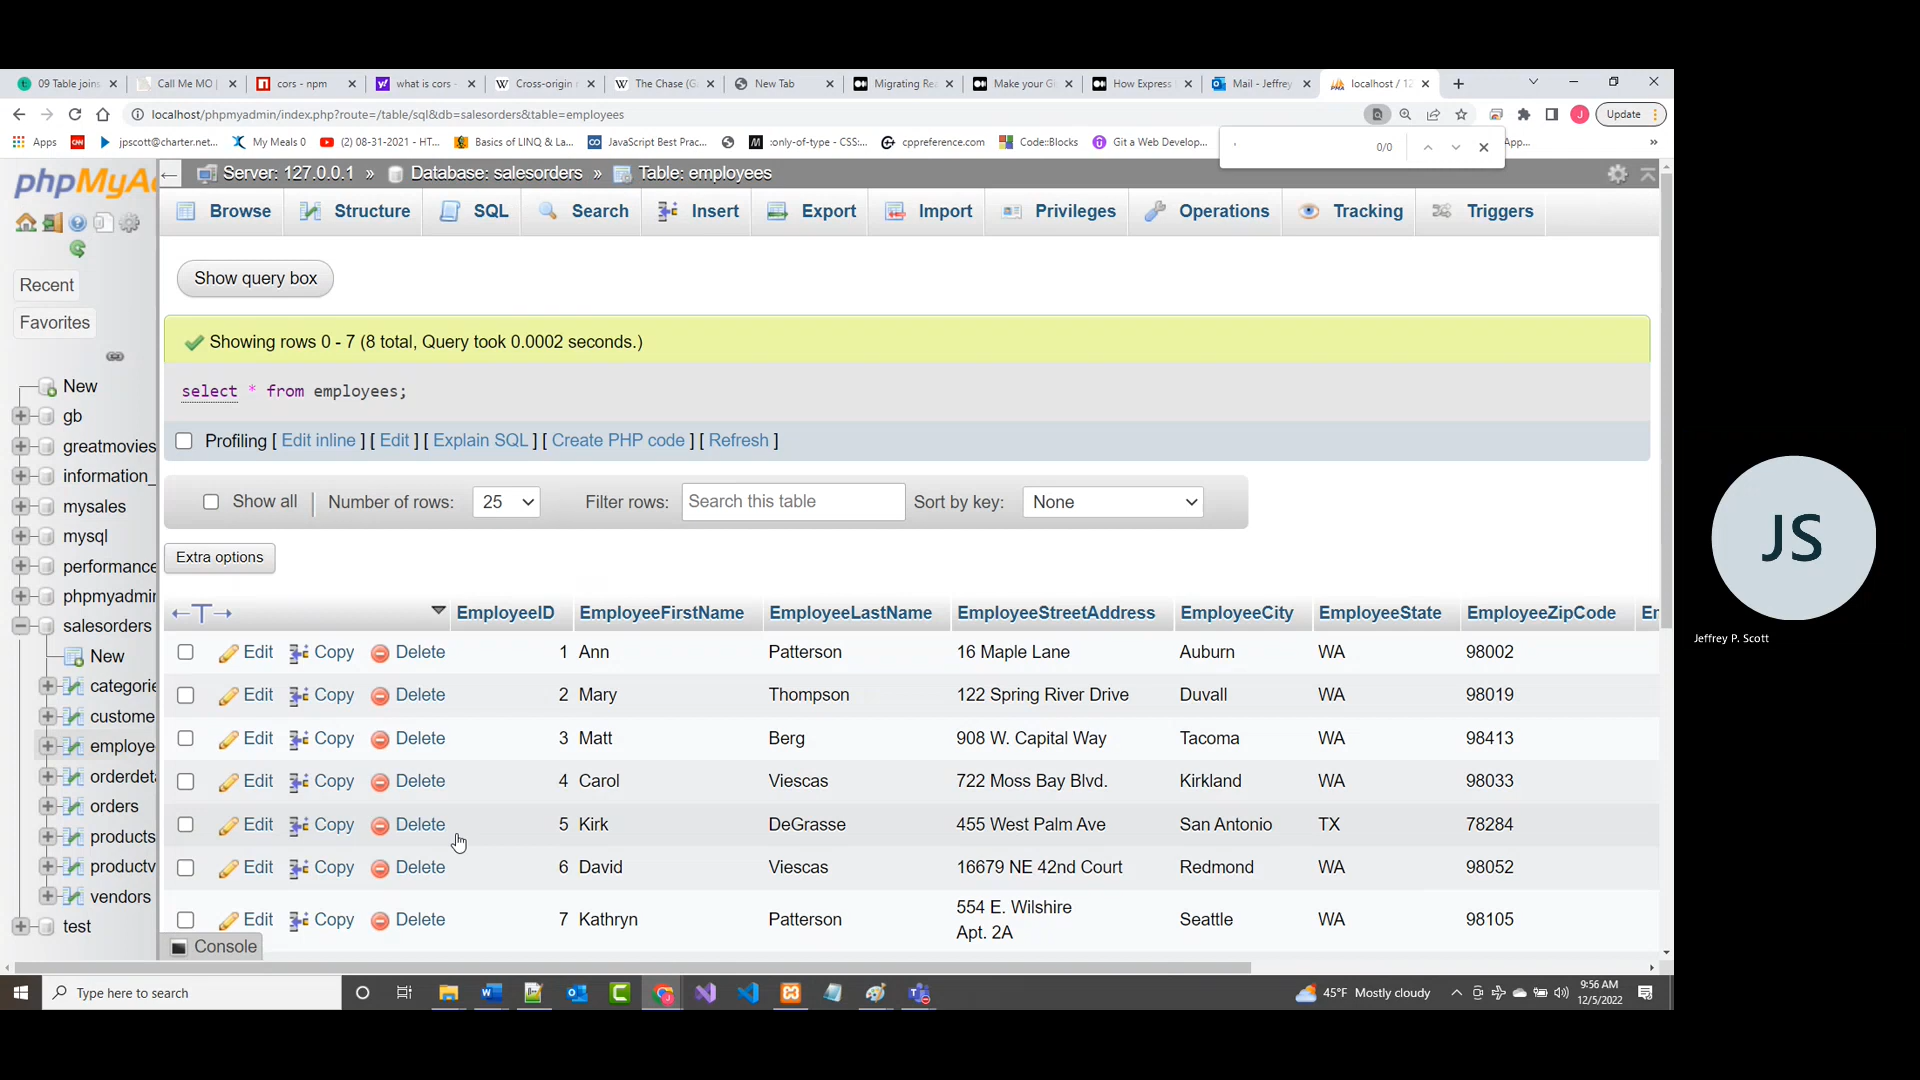 09 Table joins
Call Me MO
cors - npm
what is cors -
Cross-origin
The Chase (G
New Tab
Migrating Re
Make your Gi
How Express
Mail - Jeffrey
localhost / 12
localhost/phpmyadmin/index.php?route=/table/sql&db=salesorders&table=employees
J
Update
Apps
CNN
jpscott@charter.net...
My Meals 0
(2) 08-31-2021 - HT...
Basics of LINQ & La...
JavaScript Best Prac...
:only-of-type - CSS:...
cppreference.com
Code::Blocks
Git a Web Develop...
App...
0/0
phpMyAd
Server: 127.0.0.1 » Database: salesorders » Table: employees
Browse Structure SQL Search Insert Export Import Privileges Operations Tracking Triggers
Recent
Favorites
New
gb
greatmovies
information_
mysales
mysql
performance
phpmyadmin
salesorders
New
categorie
custome
employe
orderdeta
orders
products
productv
vendors
test
Show query box
Showing rows 0 - 7 (8 total, Query took 0.0002 seconds.)
select * from employees;
Profiling [ Edit inline ] [ Edit ] [ Explain SQL ] [ Create PHP code ] [ Refresh ]
Show all | Number of rows: 25 Filter rows: Search this table Sort by key: None
Extra options
←T→ EmployeeID EmployeeFirstName EmployeeLastName EmployeeStreetAddress EmployeeCity EmployeeState EmployeeZipCode Er
Edit Copy Delete 1 Ann Patterson 16 Maple Lane Auburn WA 98002
Edit Copy Delete 2 Mary Thompson 122 Spring River Drive Duvall WA 98019
Edit Copy Delete 3 Matt Berg 908 W. Capital Way Tacoma WA 98413
Edit Copy Delete 4 Carol Viescas 722 Moss Bay Blvd. Kirkland WA 98033
Edit Copy Delete 5 Kirk DeGrasse 455 West Palm Ave San Antonio TX 78284
Edit Copy Delete 6 David Viescas 16679 NE 42nd Court Redmond WA 98052
Edit Copy Delete 7 Kathryn Patterson 554 E. Wilshire Apt. 2A Seattle WA 98105
Console
Type here to search
45°F Mostly cloudy
9:56 AM
12/5/2022
JS
Jeffrey P. Scott